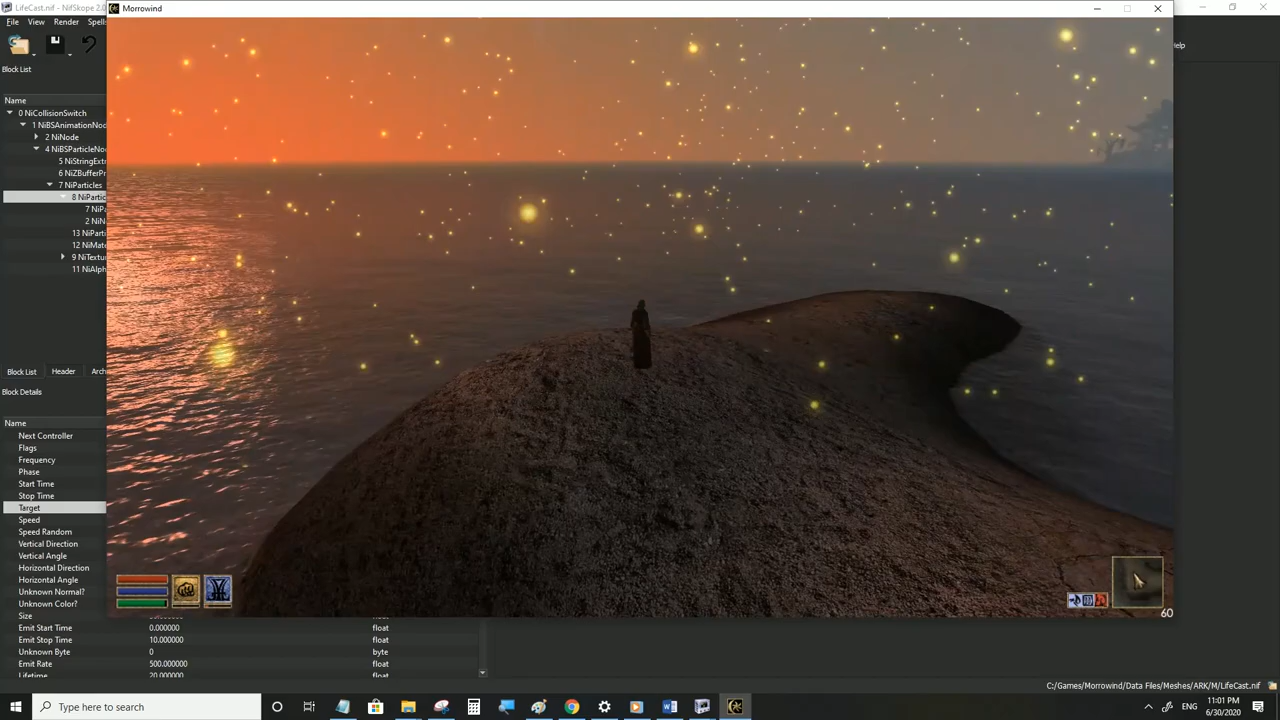 LifeCast.nif - NifSkope 2.0
Morrowind
File
View
Render
Spells
Help
Block List
Name
0 NiCollisionSwitch
1 NiBSAnimationNod
2 NiNode
4 NiBSParticleNod
5 NiStringExtr
6 NiZBufferPr
7 NiParticles
8 NiPartic
7 NiPa
2 NiN
13 NiParti
12 NiMate
9 NiTextur
11 NiAlph
Block List
Header
Block Details
Name
Next Controller
Flags
Frequency
Phase
Start Time
Stop Time
Target
Speed
Speed Random
Vertical Direction
Vertical Angle
Horizontal Direction
Horizontal Angle
Unknown Normal?
Unknown Color?
60
Size
Emit Start Time 0.000000 float
Emit Stop Time 10.000000 float
Unknown Byte 0 byte
Emit Rate 500.000000 float
Lifetime 20.000000 float
C:/Games/Morrowind/Data Files/Meshes/ARK/M/LifeCast.nif
Type here to search
ENG
11:01 PM
6/30/2020